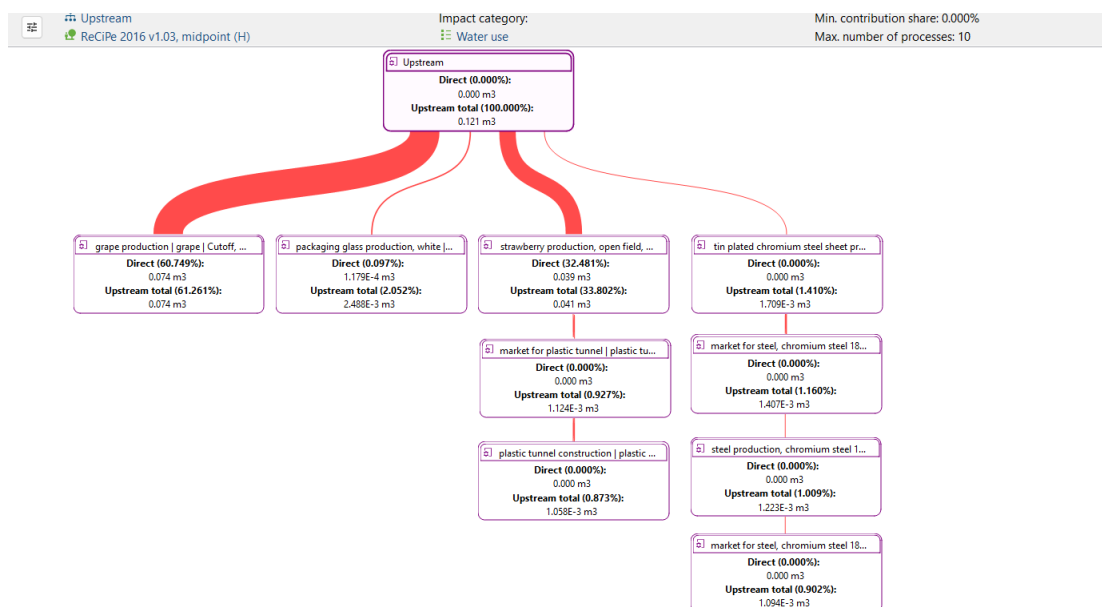 Upstream
Impact category:
Min. contribution share: 0.000%
ReCiPe 2016 v1.03, midpoint (H)
Water use
Max. number of processes: 10
Upstream
Direct (0.000%):
0.000 m3
Upstream total (100.000%):
0.121 m3
grape production | grape | Cutoff, ...
Direct (60.749%):
0.074 m3
Upstream total (61.261%):
0.074 m3
packaging glass production, white |...
Direct (0.097%):
1.179E-4 m3
Upstream total (2.052%):
2.488E-3 m3
strawberry production, open field, ...
Direct (32.481%):
0.039 m3
Upstream total (33.802%):
0.041 m3
tin plated chromium steel sheet pr...
Direct (0.000%):
0.000 m3
Upstream total (1.410%):
1.709E-3 m3
market for plastic tunnel | plastic tu...
Direct (0.000%):
0.000 m3
Upstream total (0.927%):
1.124E-3 m3
market for steel, chromium steel 18...
Direct (0.000%):
0.000 m3
Upstream total (1.160%):
1.407E-3 m3
plastic tunnel construction | plastic ...
Direct (0.000%):
0.000 m3
Upstream total (0.873%):
1.058E-3 m3
steel production, chromium steel 1...
Direct (0.000%):
0.000 m3
Upstream total (1.009%):
1.223E-3 m3
market for steel, chromium steel 18...
Direct (0.000%):
0.000 m3
Upstream total (0.902%):
1.094E-3 m3